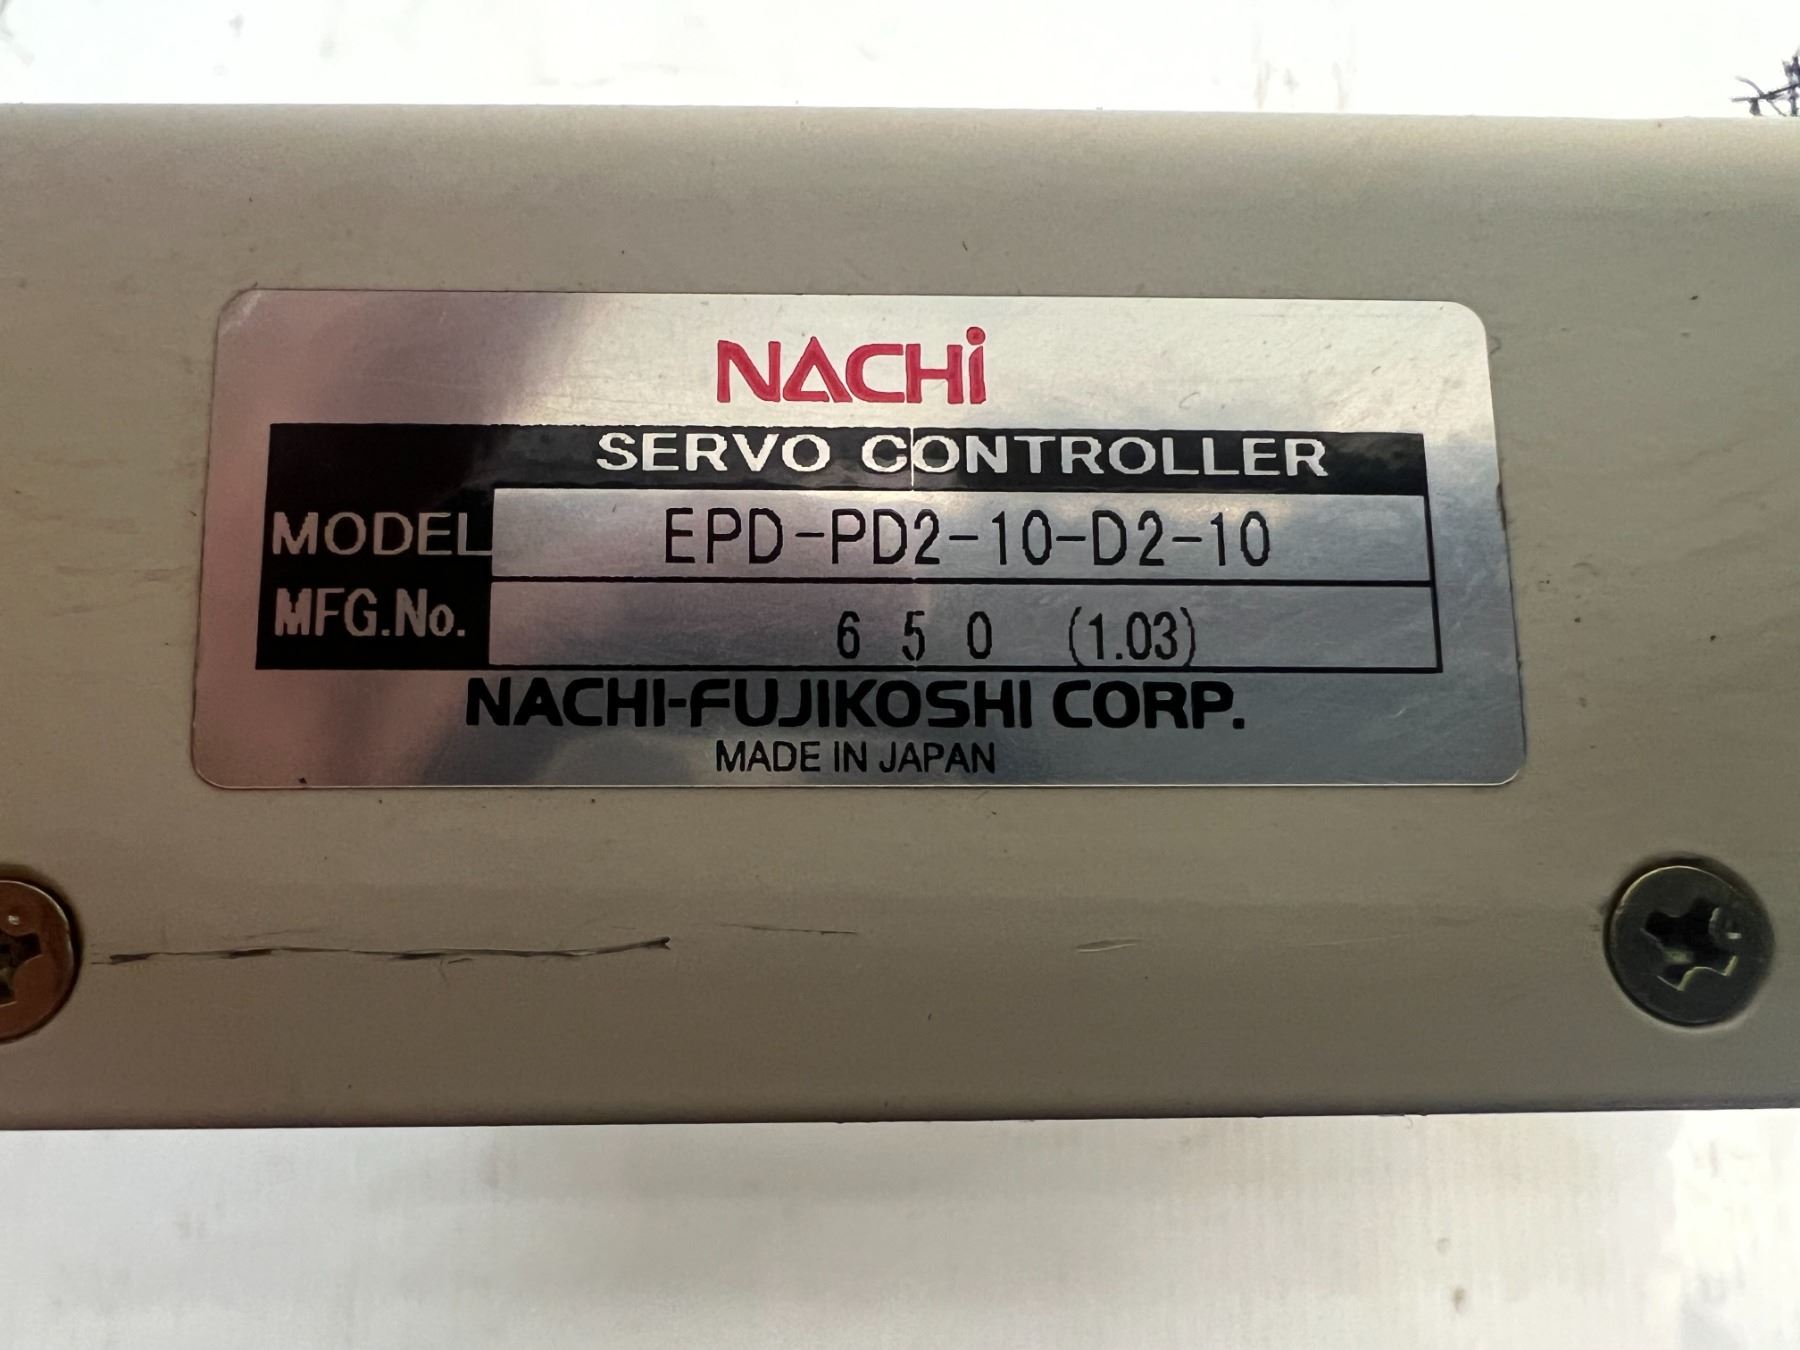 NACHi
SERVO CONTROLLER
MODEL EPD-PD2-10-D2-10
MFG.No. 6 5 0 (1.03)
NACHI-FUJIKOSHI CORP.
MADE IN JAPAN